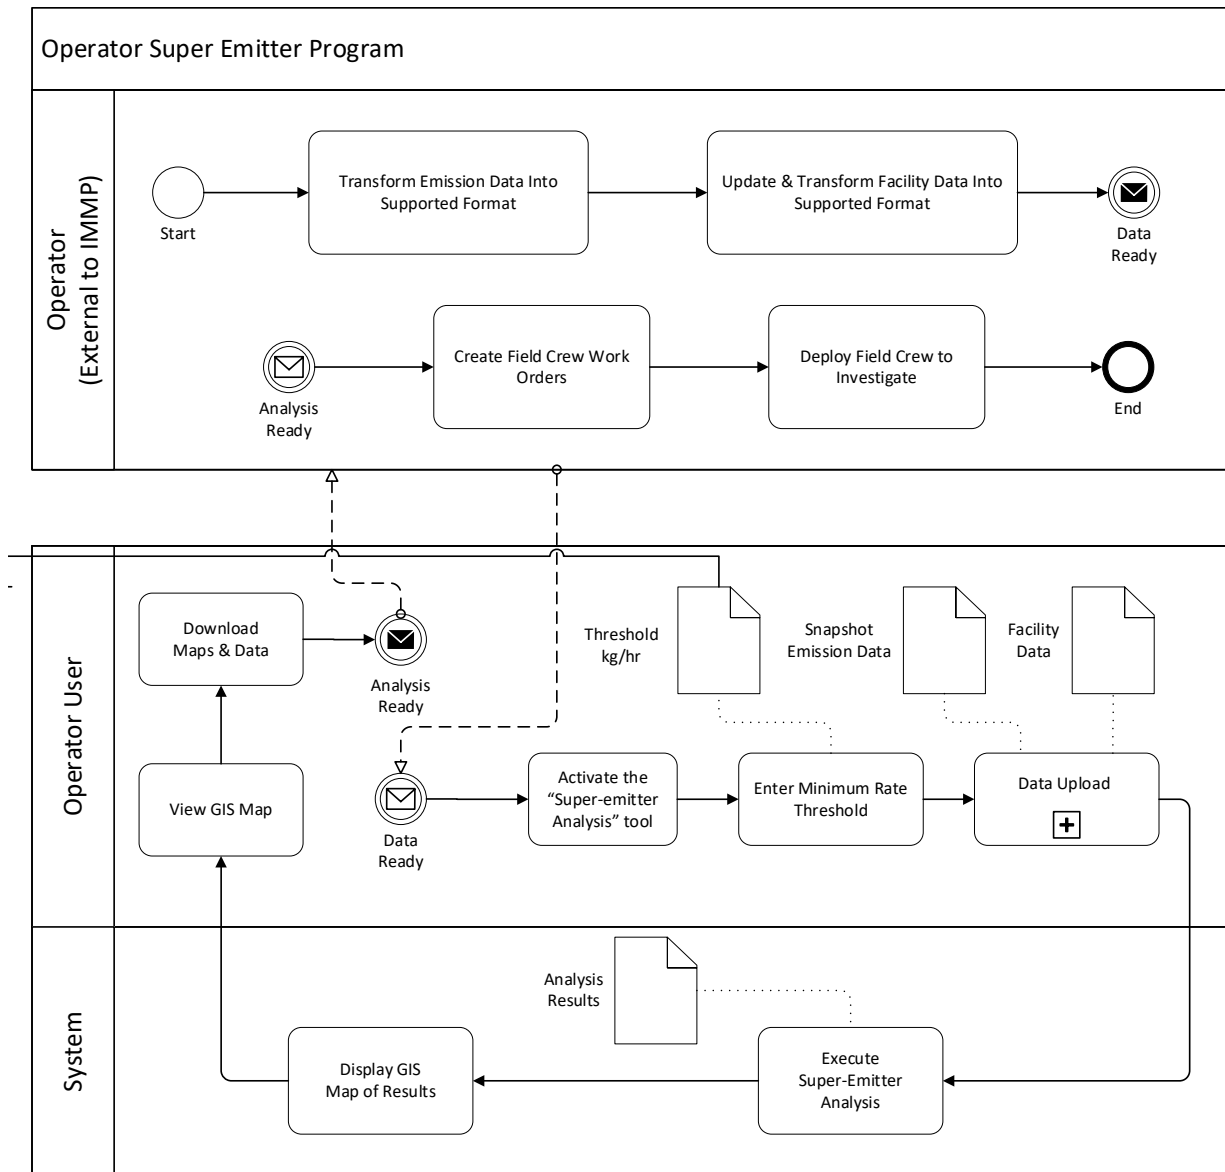 Operator Super Emitter Program
Operator
(External to IMMP)
Start
Transform Emission Data Into
Supported Format
Update & Transform Facility Data Into
Supported Format
Data
Ready
Analysis
Ready
Create Field Crew Work
Orders
Deploy Field Crew to
Investigate
End
Operator User
Download
Maps & Data
Analysis
Ready
Threshold
kg/hr
Snapshot
Emission Data
Facility
Data
View GIS Map
Data
Ready
Activate the
“Super-emitter
Analysis” tool
Enter Minimum Rate
Threshold
Data Upload
System
Analysis
Results
Display GIS
Map of Results
Execute
Super-Emitter
Analysis